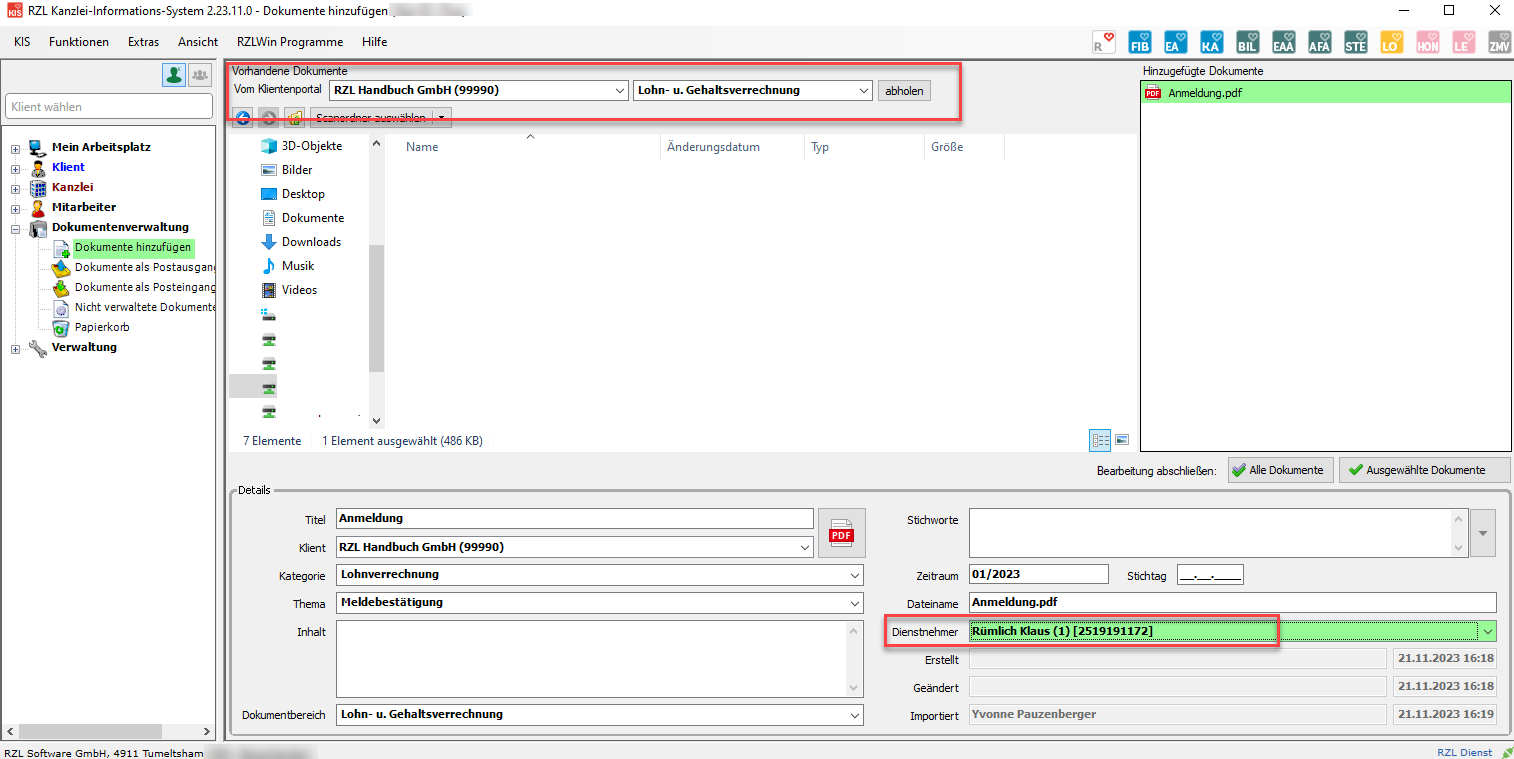 KIS RZL Kanzlei-Informations-System 2.23.11.0 - Dokumente hinzufügen
KIS Funktionen Extras Ansicht RZLWin Programme Hilfe
R FIB EA KA BIL EAA AFA STE LO HON LE ZMV
Klient wählen
Mein Arbeitsplatz
Klient
Kanzlei
Mitarbeiter
Dokumentenverwaltung
Dokumente hinzufügen
Dokumente als Postausgang
Dokumente als Posteingang
Nicht verwaltete Dokumente
Papierkorb
Verwaltung
Vorhandene Dokumente
Vom Klientenportal RZL Handbuch GmbH (99990) Lohn- u. Gehaltsverrechnung abholen
Scanordner auswählen
3D-Objekte
Bilder
Desktop
Dokumente
Downloads
Musik
Videos
Name Änderungsdatum Typ Größe
7 Elemente 1 Element ausgewählt (486 KB)
Hinzugefügte Dokumente
PDF Anmeldung.pdf
Bearbeitung abschließen: Alle Dokumente Ausgewählte Dokumente
Details
Titel Anmeldung
PDF
Klient RZL Handbuch GmbH (99990)
Kategorie Lohnverrechnung
Thema Meldebestätigung
Inhalt
Dokumentbereich Lohn- u. Gehaltsverrechnung
Stichworte
Zeitraum 01/2023 Stichtag __.__.____
Dateiname Anmeldung.pdf
Dienstnehmer Rümlich Klaus (1) [2519191172]
Erstellt 21.11.2023 16:18
Geändert 21.11.2023 16:18
Importiert Yvonne Pauzenberger 21.11.2023 16:19
RZL Software GmbH, 4911 Tumeltsham
RZL Dienst